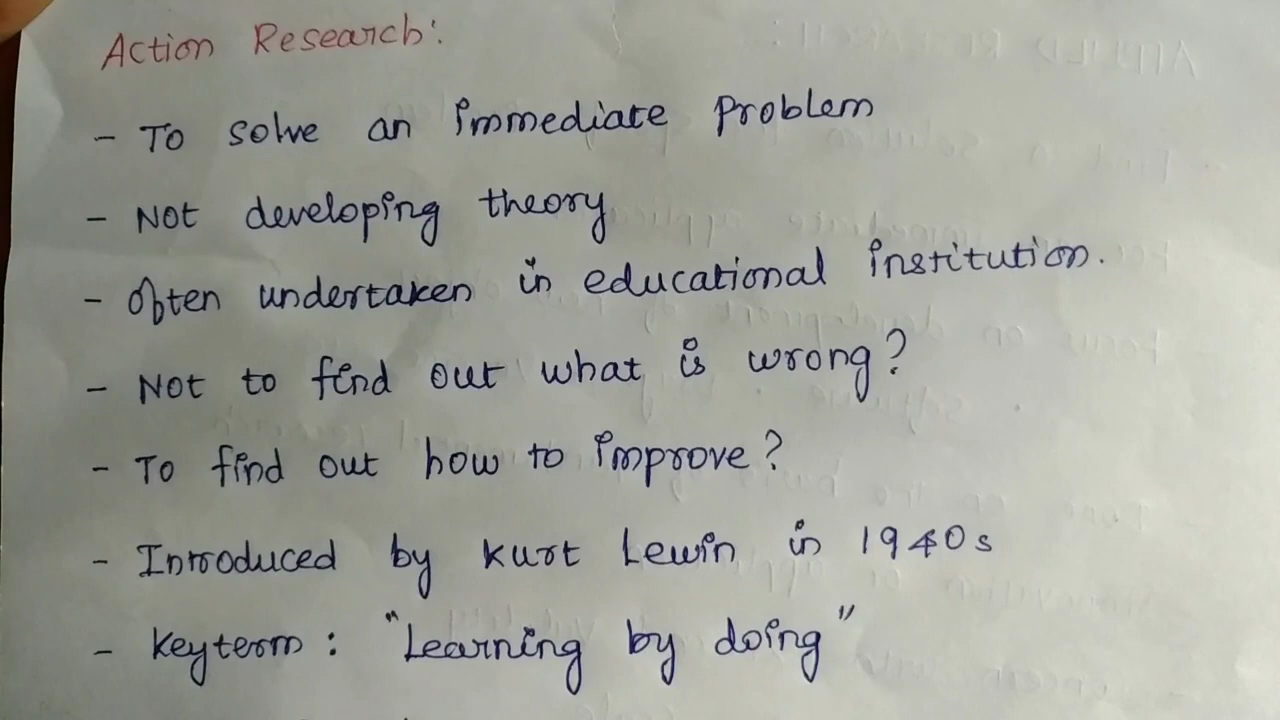 Action Research:
- To solve an immediate problem
- Not developing theory
- Often undertaken in educational institution.
- Not to find out what is wrong?
- To find out how to improve?
- Introduced by Kurt Lewin in 1940s
- Keyterm : "Learning by doing"